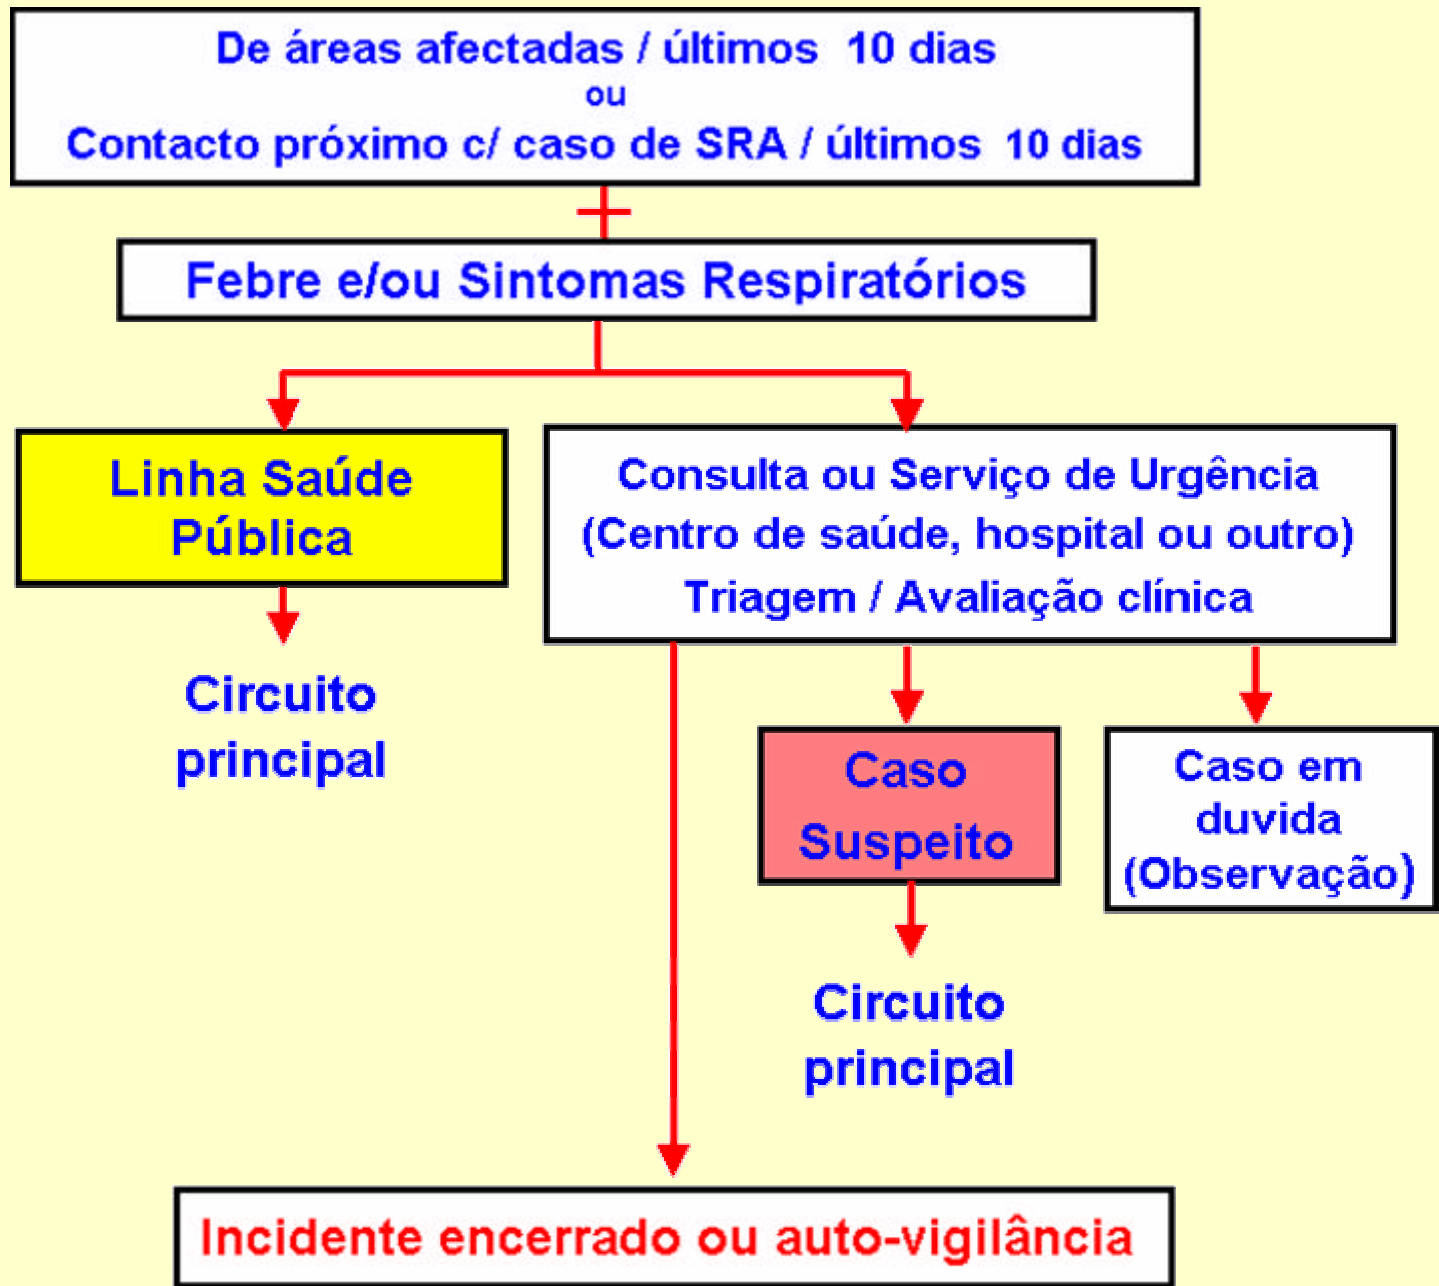 De áreas afectadas / últimos 10 dias
ou
Contacto próximo c/ caso de SRA / últimos 10 dias
Febre e/ou Sintomas Respiratórios
Linha Saúde
Pública
Circuito
principal
Consulta ou Serviço de Urgência
(Centro de saúde, hospital ou outro)
Triagem / Avaliação clínica
Caso
Suspeito
Circuito
principal
Caso em
duvida
(Observação)
Incidente encerrado ou auto-vigilância